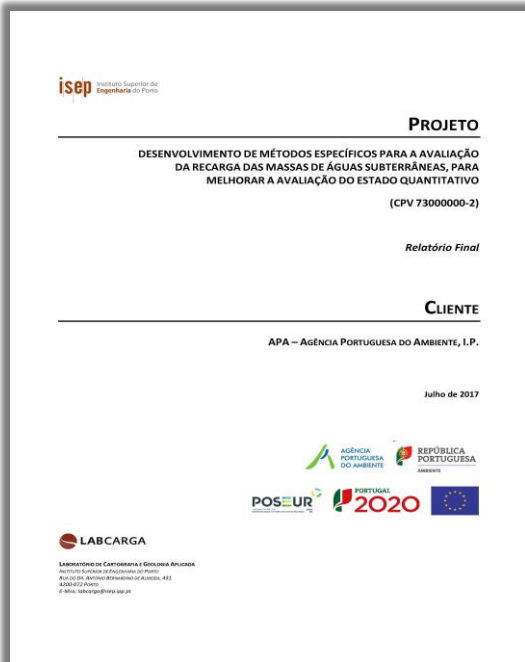 isep Instituto Superior de
Engenharia do Porto
PROJETO
DESENVOLVIMENTO DE MÉTODOS ESPECÍFICOS PARA A AVALIAÇÃO
DA RECARGA DAS MASSAS DE ÁGUAS SUBTERRÂNEAS, PARA
MELHORAR A AVALIAÇÃO DO ESTADO QUANTITATIVO
(CPV 73000000-2)
Relatório Final
CLIENTE
APA – AGÊNCIA PORTUGUESA DO AMBIENTE, I.P.
Julho de 2017
AGÊNCIA
PORTUGUESA
DO AMBIENTE
REPÚBLICA
PORTUGUESA
AMBIENTE
POSEUR
PORTUGAL
2020
LABCARGA
LABORATÓRIO DE CARTOGRAFIA E GEOLOGIA APLICADA
INSTITUTO SUPERIOR DE ENGENHARIA DO PORTO
RUA DO DR. ANTÓNIO BERNARDINO DE ALMEIDA, 431
4200-072 PORTO
E-MAIL: labcarga@isep.ipp.pt